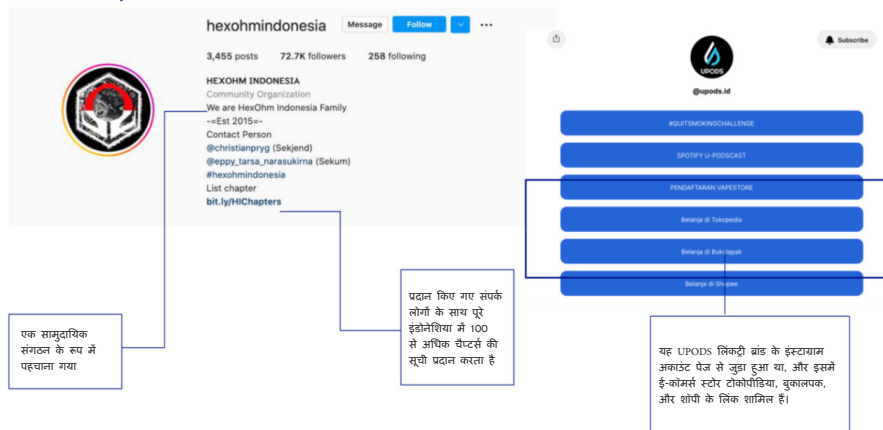 hexohmindonesia Message Follow
3,455 posts 72.7K followers 258 following
HEXOHM INDONESIA
Community Organization
We are HexOhm Indonesia Family
-=Est 2015=-
Contact Person
@christianpryg (Sekjend)
@eppy_tarsa_narasukirna (Sekum)
#hexohmindonesia
List chapter
bit.ly/HIChapters
Subscribe
UPODS
@upods.id
#QUITSMOKINGCHALLENGE
SPOTIFY U-PODSCAST
PENDAFTARAN VAPESTORE
Belanja di Tokopedia
Belanja di Bukalapak
Belanja di Shopee
एक सामुदायिक
संगठन के रूप में
पहचाना गया
प्रदान किए गए संपर्क
लोगों के साथ पूरे
इंडोनेशिया में 100
से अधिक चैप्टर्स की
सूची प्रदान करता है
यह UPODS लिंकट्री ब्रांड के इंस्टाग्राम
अकाउंट पेज से जुड़ा हुआ था, और इसमें
ई-कॉमर्स स्टोर टोकोपीडिया, बुकालपक,
और शॉपी के लिंक शामिल हैं।